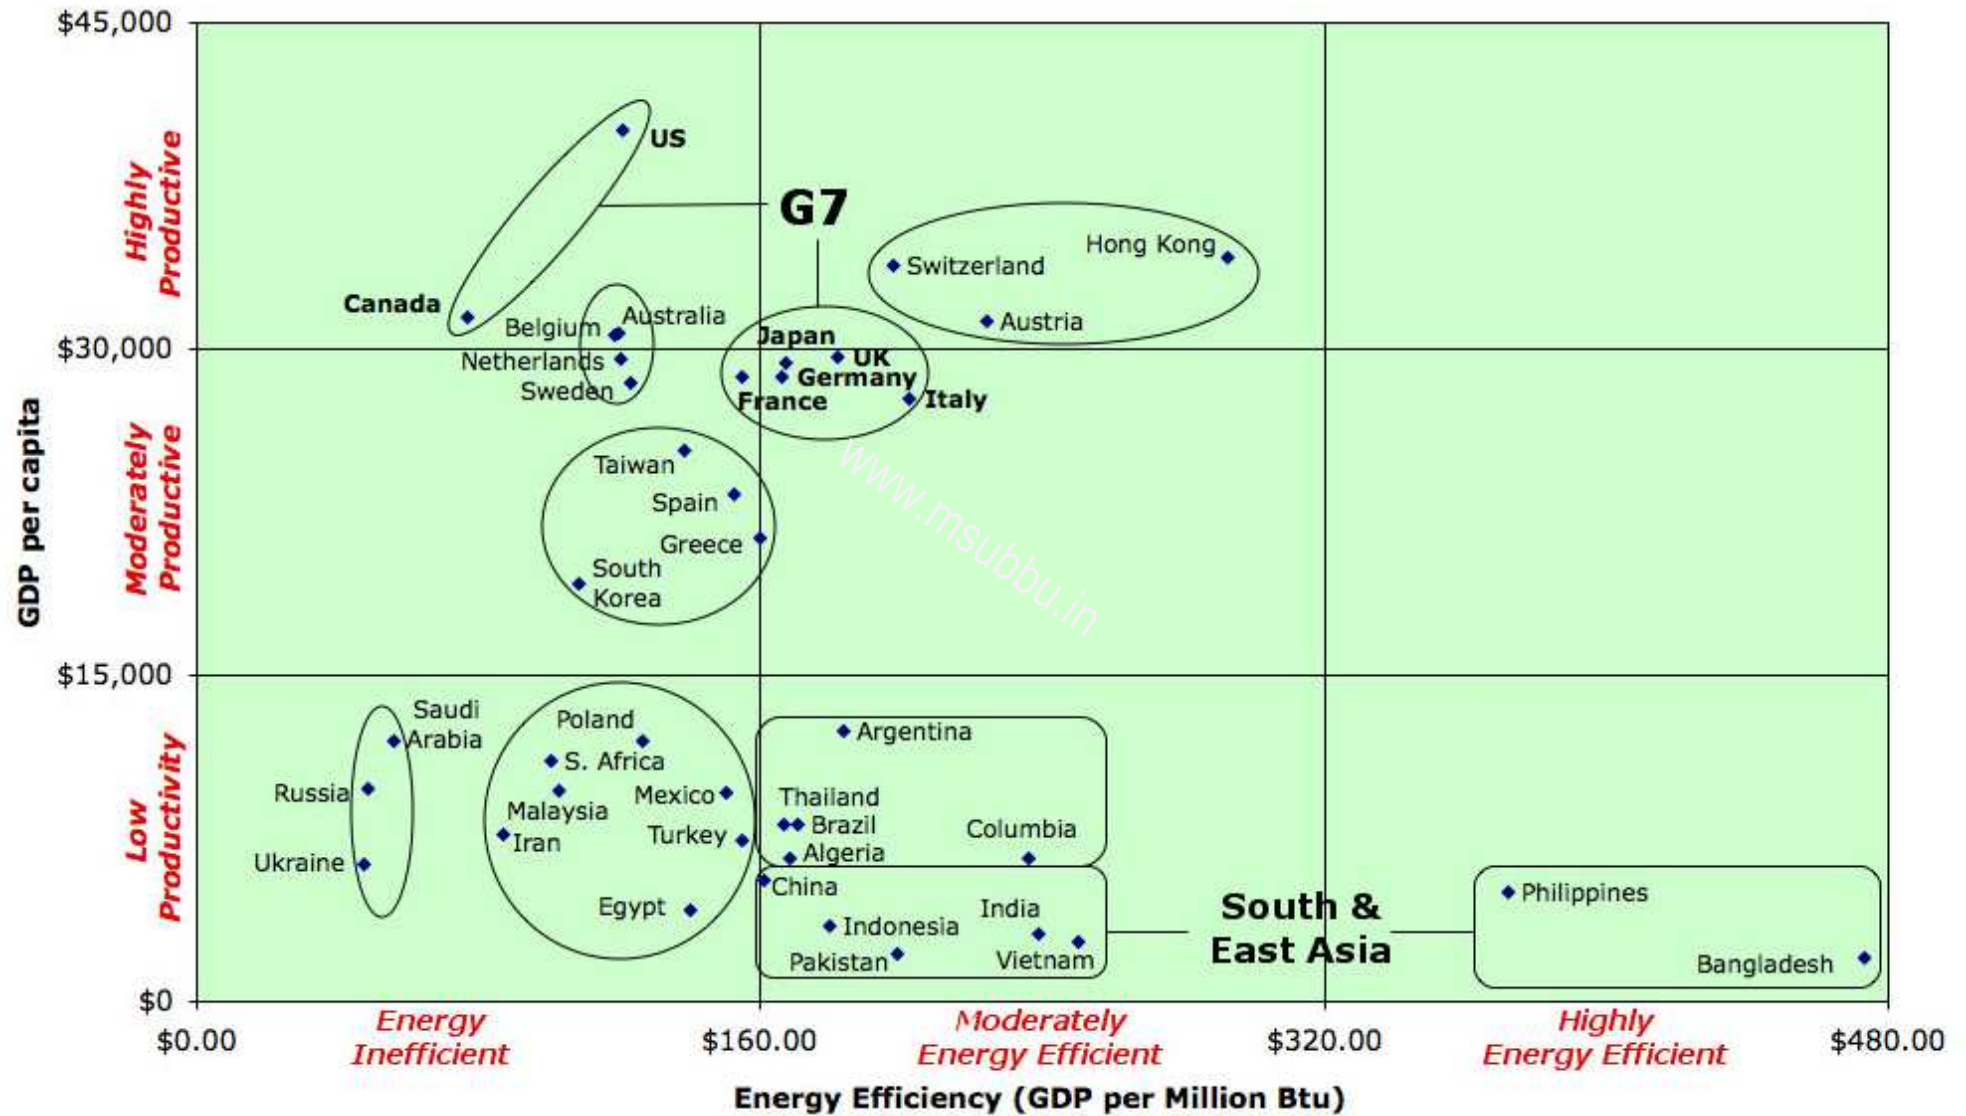 $45,000
$30,000
$15,000
$0
GDP per capita
Highly
Productive
Moderately
Productive
Low
Productivity
US
G7
Canada
Switzerland
Hong Kong
Austria
Belgium
Australia
Netherlands
Sweden
Japan
UK
Germany
France
Italy
Taiwan
Spain
Greece
South
Korea
www.msubbu.in
Saudi
Arabia
Russia
Ukraine
Poland
S. Africa
Malaysia
Mexico
Iran
Turkey
Egypt
Argentina
Thailand
Brazil
Algeria
Columbia
China
Indonesia
India
Pakistan
Vietnam
South &
East Asia
Philippines
Bangladesh
$0.00
$160.00
$320.00
$480.00
Energy
Inefficient
Moderately
Energy Efficient
Highly
Energy Efficient
Energy Efficiency (GDP per Million Btu)